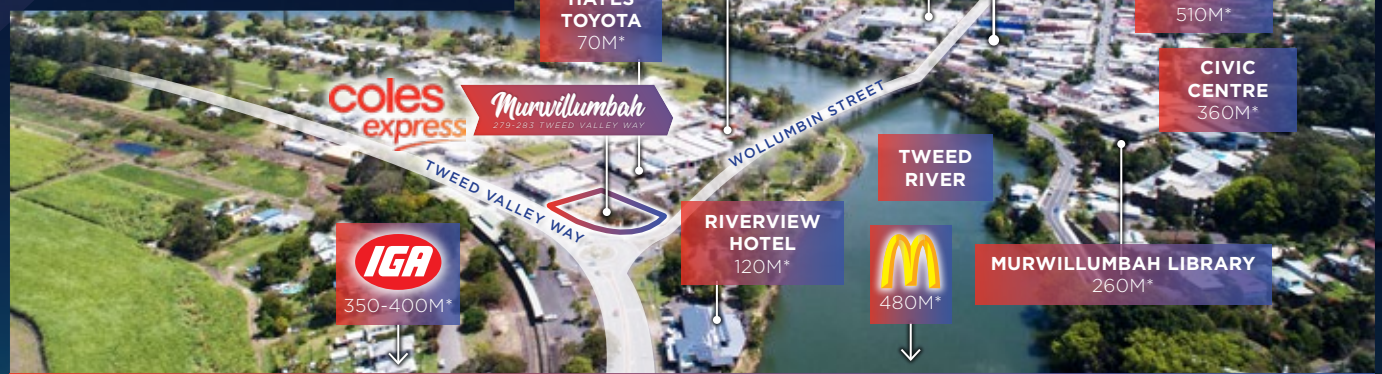 HAYES
TOYOTA
70M*
510M*
CIVIC
CENTRE
360M*
coles
express
Murwillumbah
279-283 TWEED VALLEY WAY
WOLLUMBIN STREET
TWEED VALLEY WAY
TWEED
RIVER
RIVERVIEW
HOTEL
120M*
IGA
350-400M*
M
480M*
MURWILLUMBAH LIBRARY
260M*